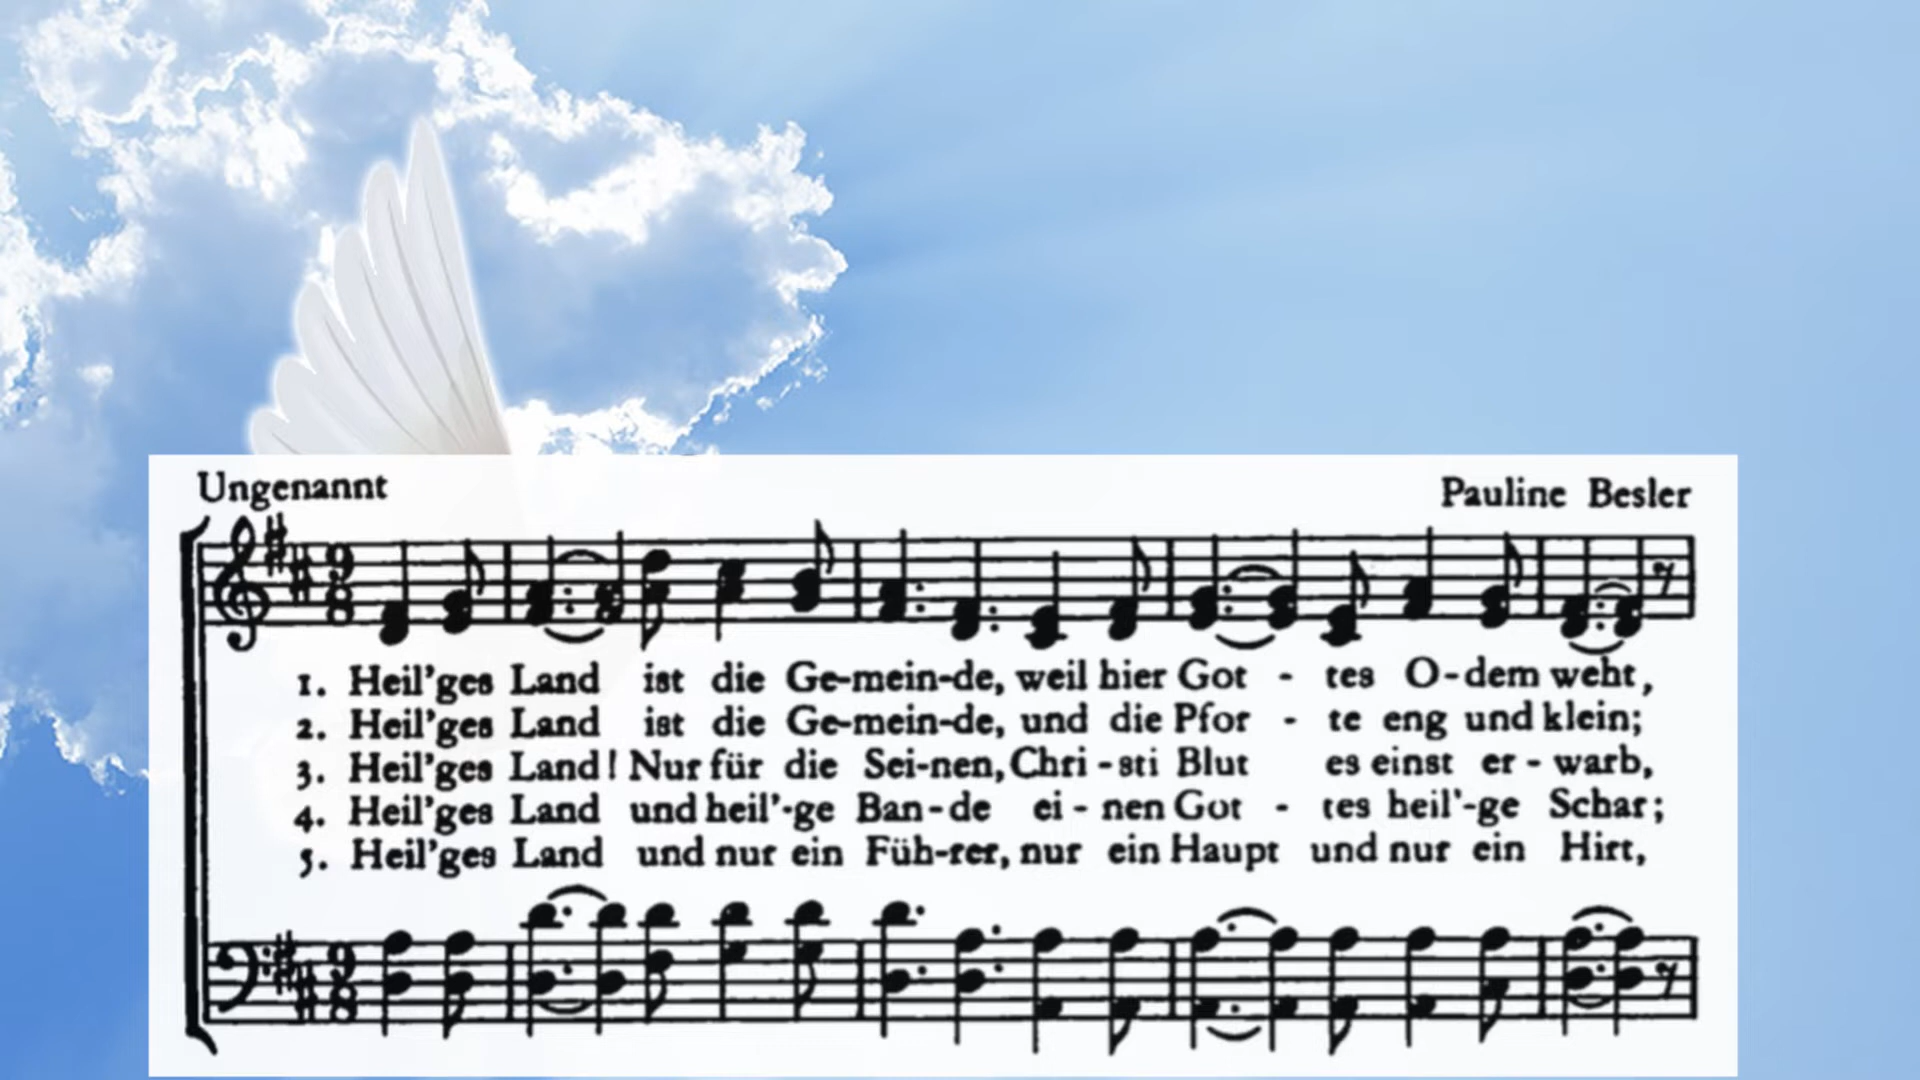 Ungenannt
Pauline Besler
9
8
1. Heil'ges Land ist die Ge-mein-de, weil hier Got - tes O-dem weht,
2. Heil'ges Land ist die Ge-mein-de, und die Pfor - te eng und klein;
3. Heil'ges Land! Nur für die Sei-nen, Chri-sti Blut es einst er-warb,
4. Heil'ges Land und heil'-ge Ban-de ei-nen Got - tes heil'-ge Schar;
5. Heil'ges Land und nur ein Füh-rer, nur ein Haupt und nur ein Hirt,
9
8